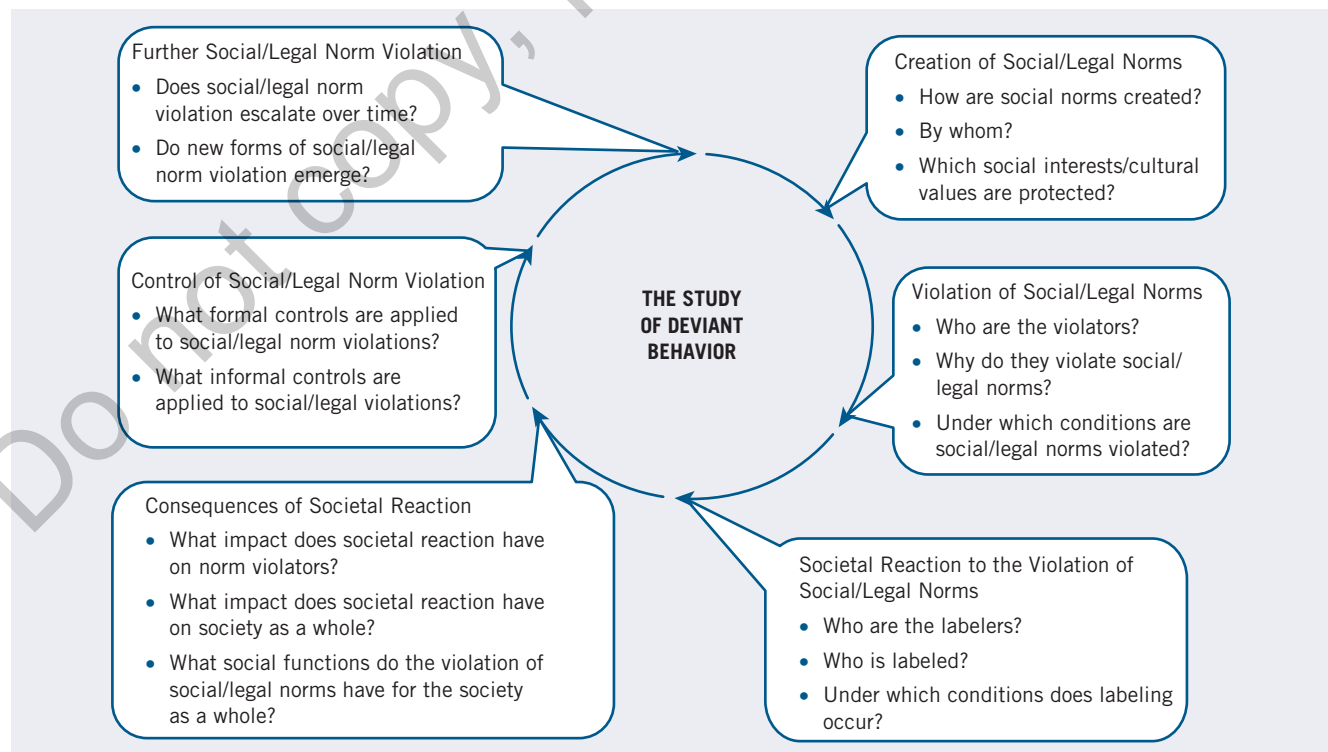 Do not copy,
Further Social/Legal Norm Violation
• Does social/legal norm
violation escalate over time?
• Do new forms of social/legal
norm violation emerge?
Creation of Social/Legal Norms
• How are social norms created?
• By whom?
• Which social interests/cultural
values are protected?
Control of Social/Legal Norm Violation
• What formal controls are applied
to social/legal norm violations?
• What informal controls are
applied to social/legal violations?
THE STUDY
OF DEVIANT
BEHAVIOR
Violation of Social/Legal Norms
• Who are the violators?
• Why do they violate social/
legal norms?
• Under which conditions are
social/legal norms violated?
Consequences of Societal Reaction
• What impact does societal reaction have
on norm violators?
• What impact does societal reaction have
on society as a whole?
• What social functions do the violation of
social/legal norms have for the society
as a whole?
Societal Reaction to the Violation of
Social/Legal Norms
• Who are the labelers?
• Who is labeled?
• Under which conditions does labeling
occur?